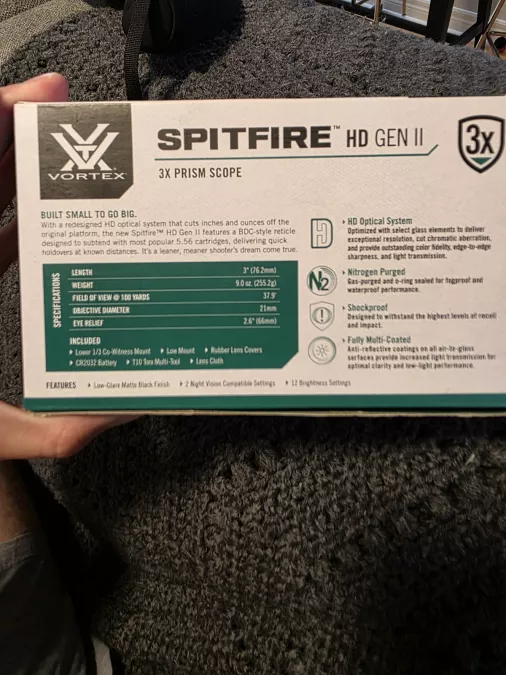 VORTEX
SPITFIRE™ HD GEN II
3X PRISM SCOPE
3x
BUILT SMALL TO GO BIG.
With a redesigned HD optical system that cuts inches and ounces off the
original platform, the new Spitfire™ HD Gen II features a BDC-style reticle
designed to subtend with most popular 5.56 cartridges, delivering quick
holdovers at known distances. It's a leaner, meaner shooter's dream come true.
SPECIFICATIONS
LENGTH 3" (76.2mm)
WEIGHT 9.0 oz. (255.2g)
FIELD OF VIEW @ 100 YARDS 37.9'
OBJECTIVE DIAMETER 21mm
EYE RELIEF 2.6" (66mm)
INCLUDED
Lower 1/3 Co-Witness Mount Low Mount Rubber Lens Covers
CR2032 Battery T10 Torx Multi-Tool Lens Cloth
HD Optical System
Optimized with select glass elements to deliver
exceptional resolution, cut chromatic aberration,
and provide outstanding color fidelity, edge-to-edge
sharpness, and light transmission.
N2
Nitrogen Purged
Gas-purged and o-ring sealed for fogproof and
waterproof performance.
Shockproof
Designed to withstand the highest levels of recoil
and impact.
Fully Multi-Coated
Anti-reflective coatings on all air-to-glass
surfaces provide increased light transmission for
optimal clarity and low-light performance.
FEATURES Low-Glare Matte Black Finish 2 Night Vision Compatible Settings 12 Brightness Settings